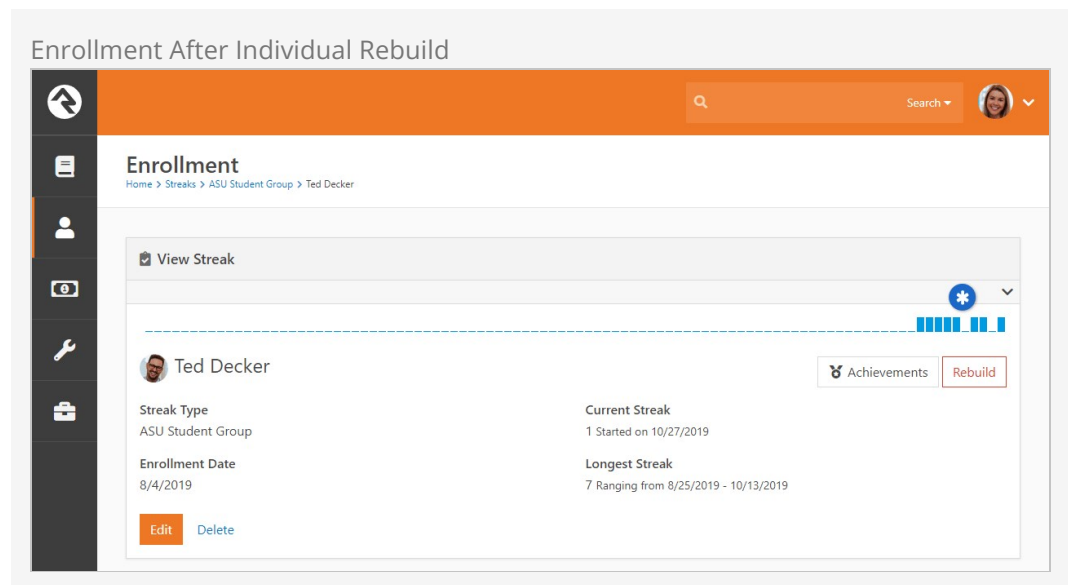 Enrollment After Individual Rebuild
Search
Enrollment
Home > Streaks > ASU Student Group > Ted Decker
View Streak
Ted Decker
Achievements
Rebuild
Streak Type
ASU Student Group
Current Streak
1 Started on 10/27/2019
Enrollment Date
8/4/2019
Longest Streak
7 Ranging from 8/25/2019 - 10/13/2019
Edit
Delete